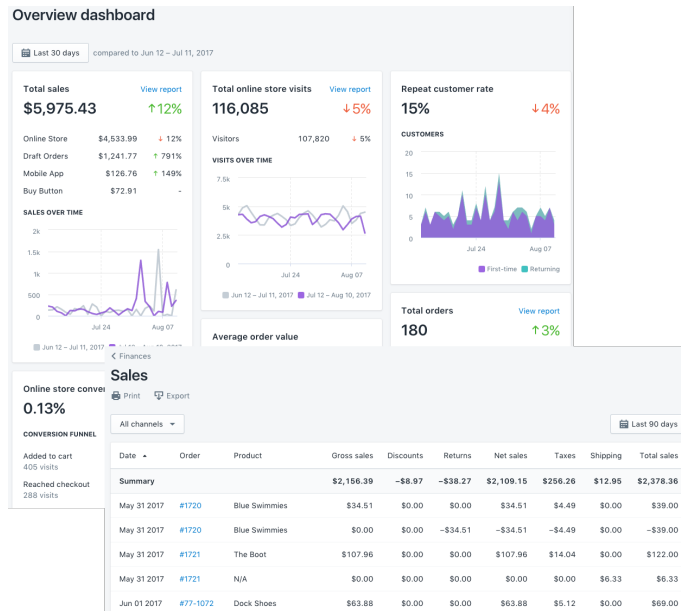 Overview dashboard
Last 30 days compared to Jun 12 – Jul 11, 2017
Total sales View report
$5,975.43 ↑12%
Online Store $4,533.99 ↓ 12%
Draft Orders $1,241.77 ↑ 791%
Mobile App $126.76 ↑ 149%
Buy Button $72.91 -
SALES OVER TIME
2k
1.5k
1k
500
0
Jul 24 Aug 07
Jun 12 – Jul 11, 2017
Total online store visits View report
116,085 ↓5%
Visitors 107,820 ↓ 5%
VISITS OVER TIME
7.5k
5k
2.5k
0
Jul 24 Aug 07
Jun 12 – Jul 11, 2017 Jul 12 – Aug 10, 2017
Average order value
Repeat customer rate
15% ↓4%
CUSTOMERS
20
15
10
5
0
Jul 24 Aug 07
First-time Returning
Total orders View report
180 ↑3%
Online store conver
0.13%
CONVERSION FUNNEL
Added to cart
405 visits
Reached checkout
288 visits
Finances
Sales
Print Export
All channels Last 90 days
Date Order Product Gross sales Discounts Returns Net sales Taxes Shipping Total sales
Summary $2,156.39 −$8.97 −$38.27 $2,109.15 $256.26 $12.95 $2,378.36
May 31 2017 #1720 Blue Swimmies $34.51 $0.00 $0.00 $34.51 $4.49 $0.00 $39.00
May 31 2017 #1720 Blue Swimmies $0.00 $0.00 −$34.51 −$34.51 −$4.49 $0.00 −$39.00
May 31 2017 #1721 The Boot $107.96 $0.00 $0.00 $107.96 $14.04 $0.00 $122.00
May 31 2017 #1721 N/A $0.00 $0.00 $0.00 $0.00 $0.00 $6.33 $6.33
Jun 01 2017 #77-1072 Dock Shoes $63.88 $0.00 $0.00 $63.88 $5.12 $0.00 $69.00